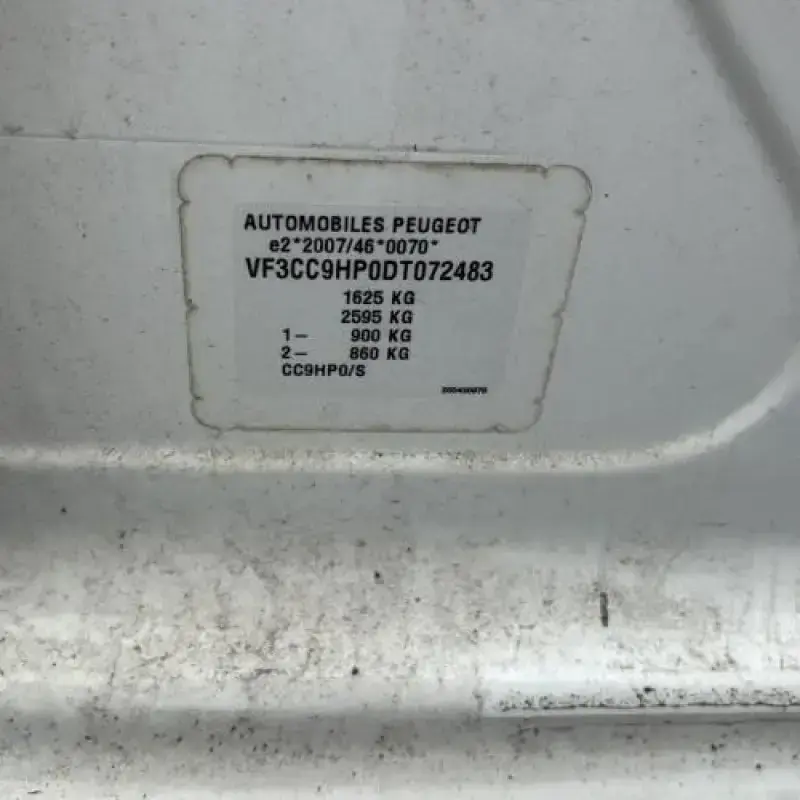 AUTOMOBILES PEUGEOT
e2*2007/46*0070*
VF3CC9HP0DT072483
1625 KG
2595 KG
1- 900 KG
2- 860 KG
CC9HP0/S